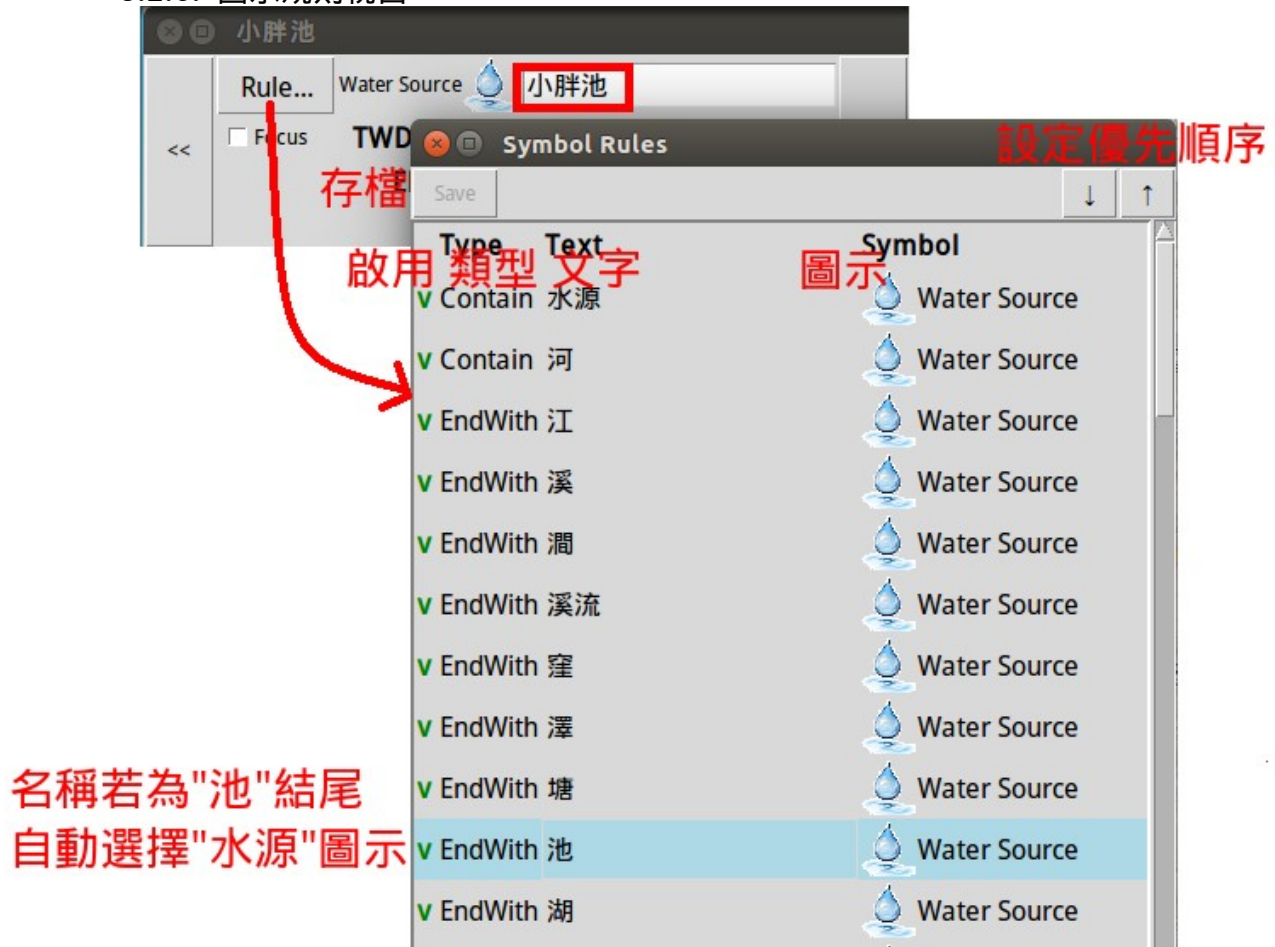 小胖池
Rule... Water Source 小胖池
<< Focus TWD
Symbol Rules 設定優先順序
存檔 Save ↓ ↑
Type Text Symbol
啟用 類型 文字 圖示
v Contain 水源 Water Source
v Contain 河 Water Source
v EndWith 江 Water Source
v EndWith 溪 Water Source
v EndWith 澗 Water Source
v EndWith 溪流 Water Source
v EndWith 窪 Water Source
v EndWith 澤 Water Source
v EndWith 塘 Water Source
名稱若為"池"結尾
自動選擇"水源"圖示
v EndWith 池 Water Source
v EndWith 湖 Water Source